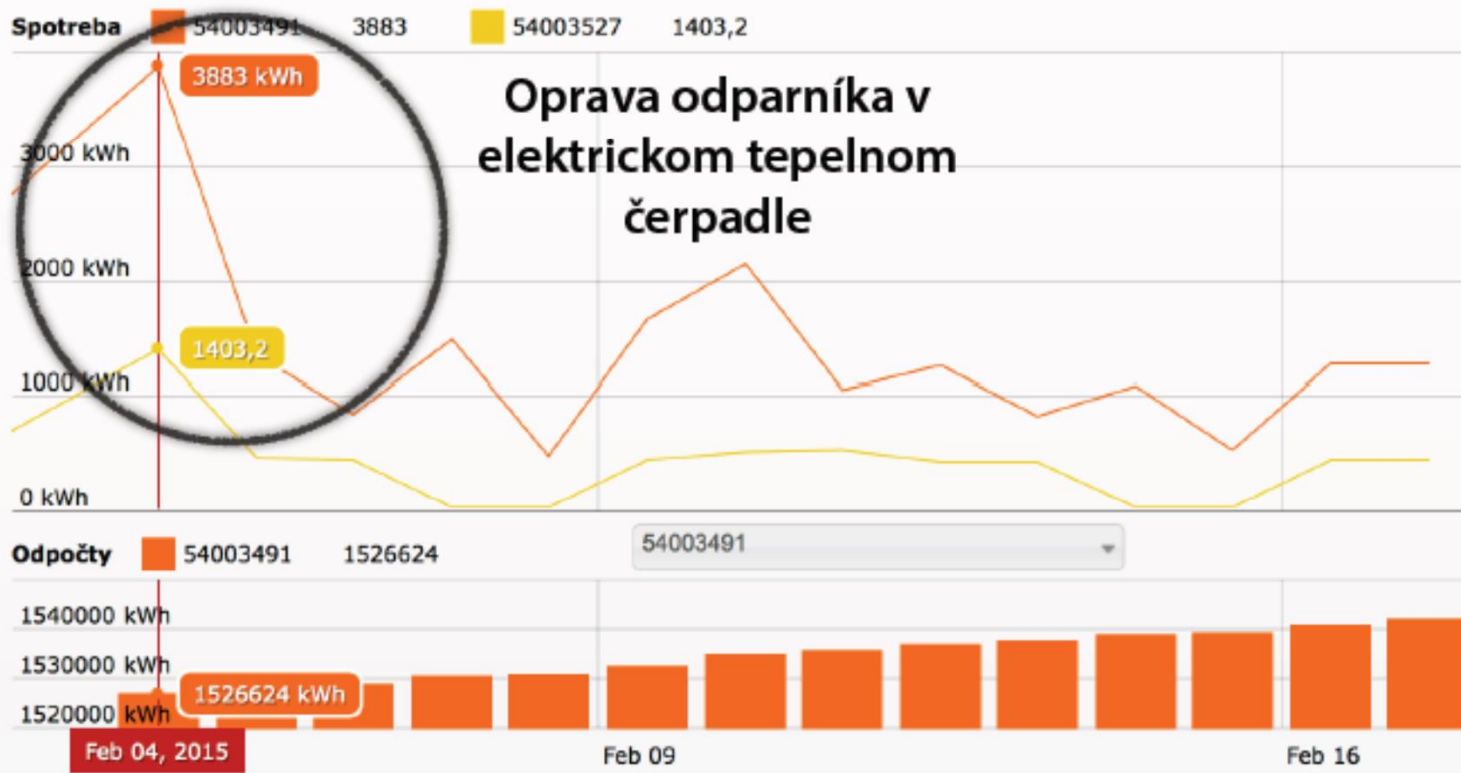 Spotreba 54003491 3883 54003527 1403,2
3883 kWh
Oprava odparníka v
elektrickom tepelnom
čerpadle
3000 kWh
2000 kWh
1403,2
1000 kWh
0 kWh
Odpočty 54003491 1526624 54003491
1540000 kWh
1530000 kWh
1526624 kWh
1520000 kWh
Feb 04, 2015 Feb 09 Feb 16